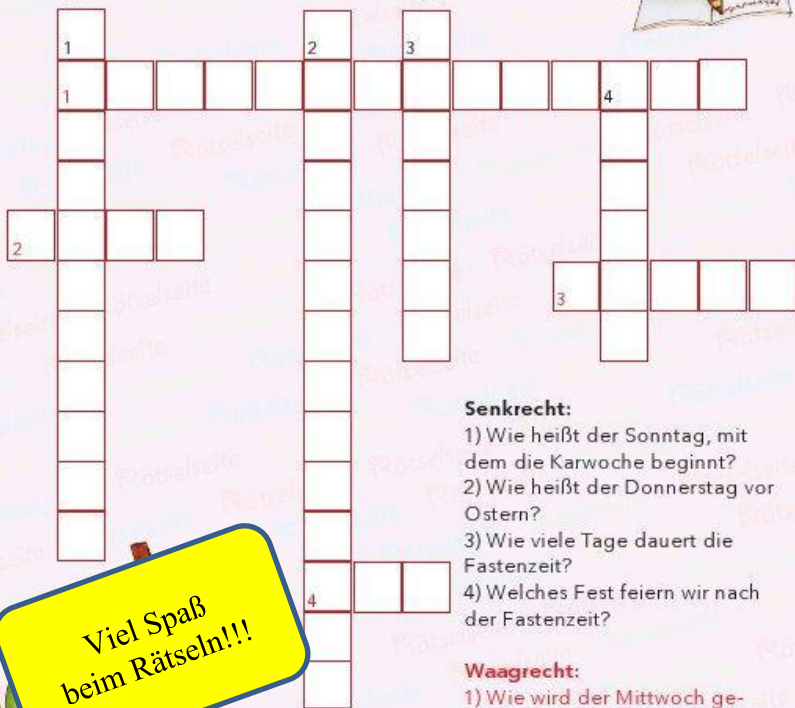 1
2
3
1
4
2
3
4
Senkrecht:
1) Wie heißt der Sonntag, mit
dem die Karwoche beginnt?
2) Wie heißt der Donnerstag vor
Ostern?
3) Wie viele Tage dauert die
Fastenzeit?
4) Welches Fest feiern wir nach
der Fastenzeit?
Waagrecht:
1) Wie wird der Mittwoch ge-
Viel Spaß
beim Rätseln!!!
Rätselseite